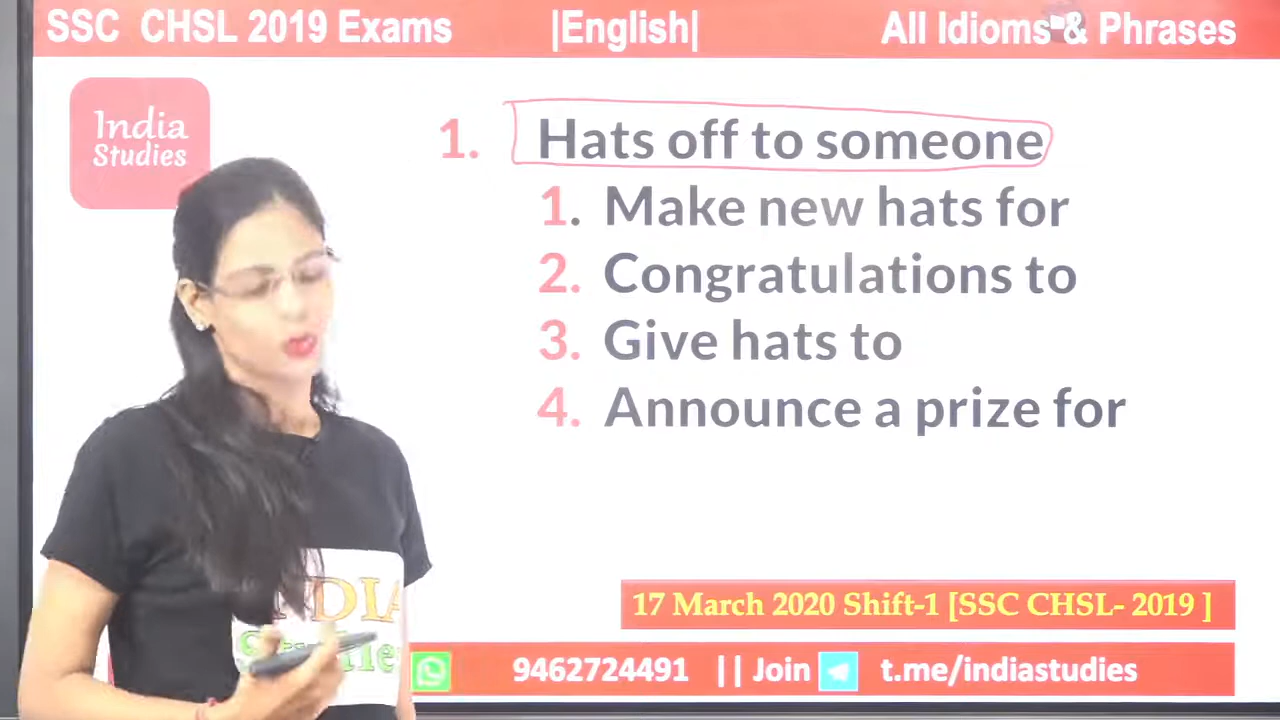 SSC CHSL 2019 Exams |English| All Idioms & Phrases
India
Studies
1. Hats off to someone
1. Make new hats for
2. Congratulations to
3. Give hats to
4. Announce a prize for
17 March 2020 Shift-1 [SSC CHSL- 2019 ]
9462724491 || Join t.me/indiastudies